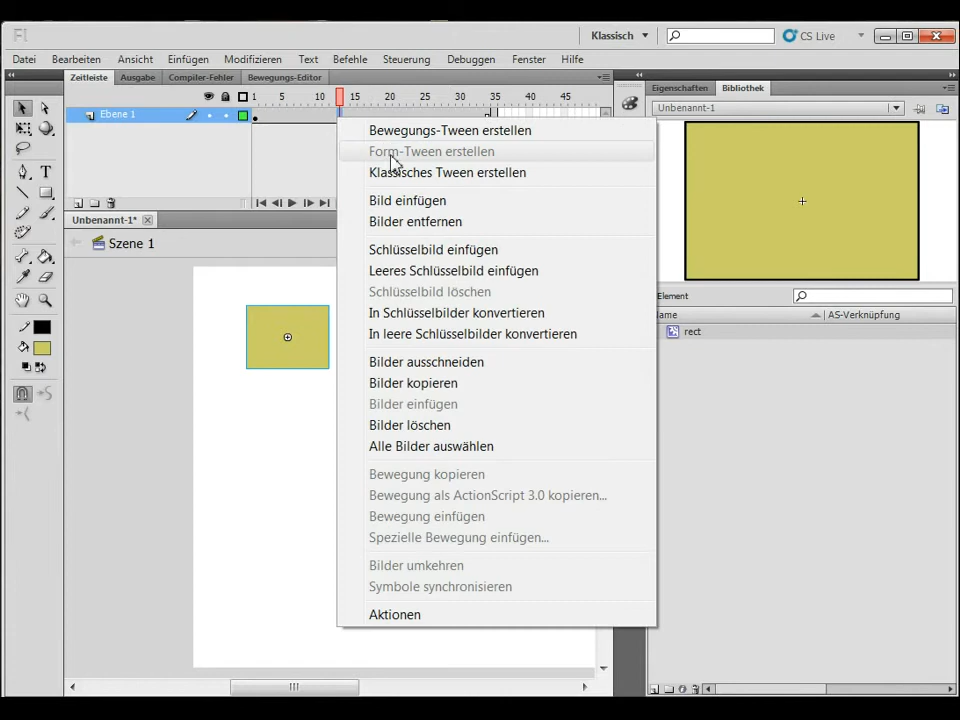 Fl
Klassisch
CS Live
Datei Bearbeiten Ansicht Einfügen Modifizieren Text Befehle Steuerung Debuggen Fenster Hilfe
Zeitleiste Ausgabe Compiler-Fehler Bewegungs-Editor
Eigenschaften Bibliothek
1 5 10 15 20 25 30 35 40 45
Unbenannt-1
Ebene 1
Bewegungs-Tween erstellen
Form-Tween erstellen
Klassisches Tween erstellen
Bild einfügen
Bilder entfernen
Unbenannt-1*
Szene 1
Schlüsselbild einfügen
Leeres Schlüsselbild einfügen
Schlüsselbild löschen
In Schlüsselbilder konvertieren
In leere Schlüsselbilder konvertieren
Bilder ausschneiden
Bilder kopieren
Bilder einfügen
Bilder löschen
Alle Bilder auswählen
Bewegung kopieren
Bewegung als ActionScript 3.0 kopieren...
Bewegung einfügen
Spezielle Bewegung einfügen...
Bilder umkehren
Symbole synchronisieren
Aktionen
Element
ame AS-Verknüpfung
rect